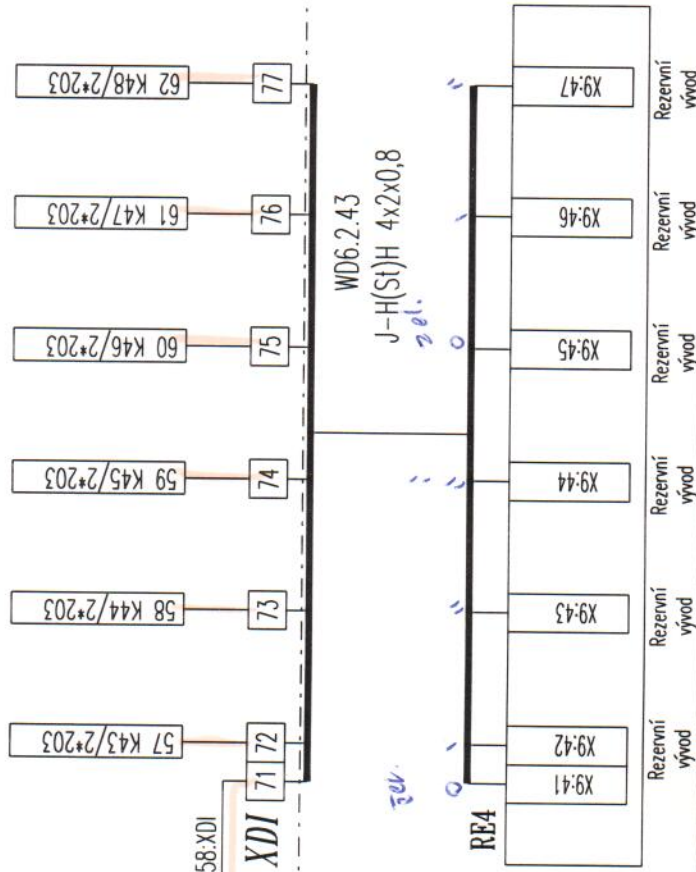 62 K48/2*203
61 K47/2*203
60 K46/2*203
59 K45/2*203
58 K44/2*203
57 K43/2*203
58:XDI
XDI
71
72
73
74
75
76
77
WD6.2.43
J-H(St)H 4x2x0,8
zel.
RE4
X9:41
X9:42
X9:43
X9:44
X9:45
X9:46
X9:47
Rezervní
vývod
Rezervní
vývod
Rezervní
vývod
Rezervní
vývod
Rezervní
vývod
Rezervní
vývod